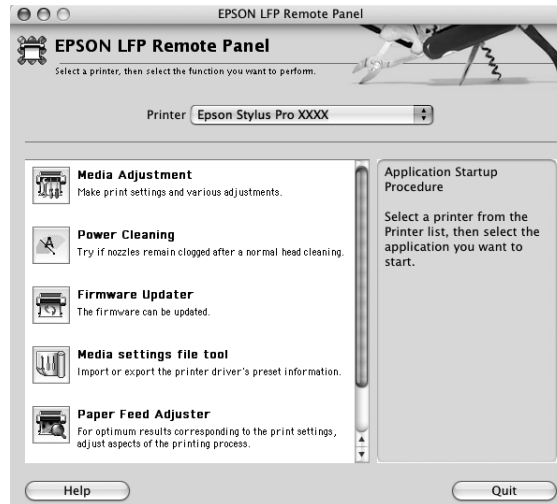 EPSON LFP Remote Panel
EPSON LFP Remote Panel
Select a printer, then select the function you want to perform.
Printer
Epson Stylus Pro XXXX
Media Adjustment
Make print settings and various adjustments.
Power Cleaning
Try if nozzles remain clogged after a normal head cleaning.
Firmware Updater
The firmware can be updated.
Media settings file tool
Import or export the printer driver's preset information.
Paper Feed Adjuster
For optimum results corresponding to the print settings,
adjust aspects of the printing process.
Application Startup
Procedure
Select a printer from the
Printer list, then select the
application you want to
start.
Help
Quit